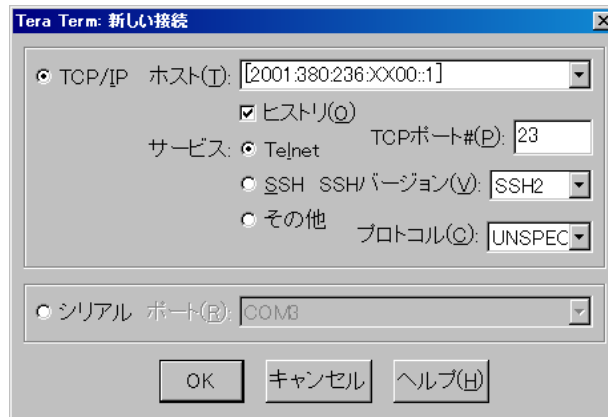 Tera Term: 新しい接続
TCP/IP ホスト(T): [2001:380:236:XX00::1]
ヒストリ(O)
サービス: Telnet TCPポート#(P): 23
SSH SSHバージョン(V): SSH2
その他 プロトコル(C): UNSPEC
シリアル ポート(R): COM3
OK キャンセル ヘルプ(H)